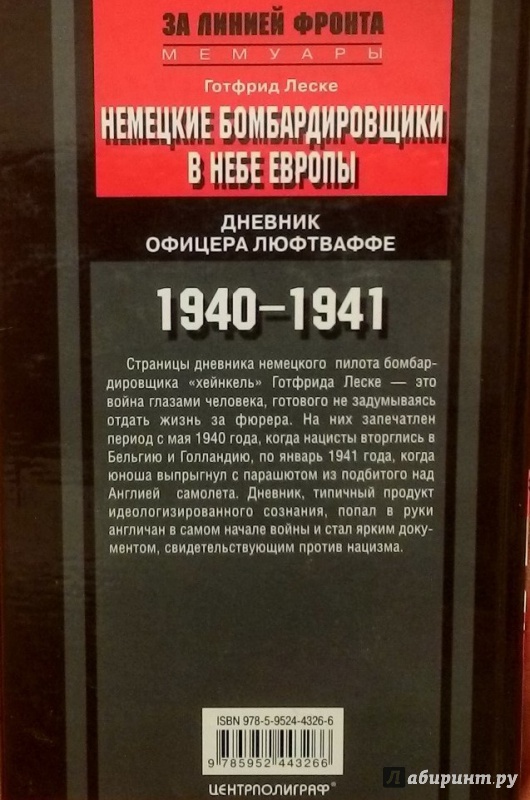 ЗА ЛИНИЕЙ ФРОНТА
МЕМУАРЫ
Готфрид Леске
НЕМЕЦКИЕ БОМБАРДИРОВЩИКИ
В НЕБЕ ЕВРОПЫ
ДНЕВНИК
ОФИЦЕРА ЛЮФТВАФФЕ
1940–1941
Страницы дневника немецкого пилота бомбар-
дировщика «хейнкель» Готфрида Леске — это
война глазами человека, готового не задумываясь
отдать жизнь за фюрера. На них запечатлен
период с мая 1940 года, когда нацисты вторглись в
Бельгию и Голландию, по январь 1941 года, когда
юноша выпрыгнул с парашютом из подбитого над
Англией самолета. Дневник, типичный продукт
идеологизированного сознания, попал в руки
англичан в самом начале войны и стал ярким доку-
ментом, свидетельствующим против нацизма.
ISBN 978-5-9524-4326-6
9 785952 443266
ЦЕНТРПОЛИГРАФ®
Лабиринт.ру